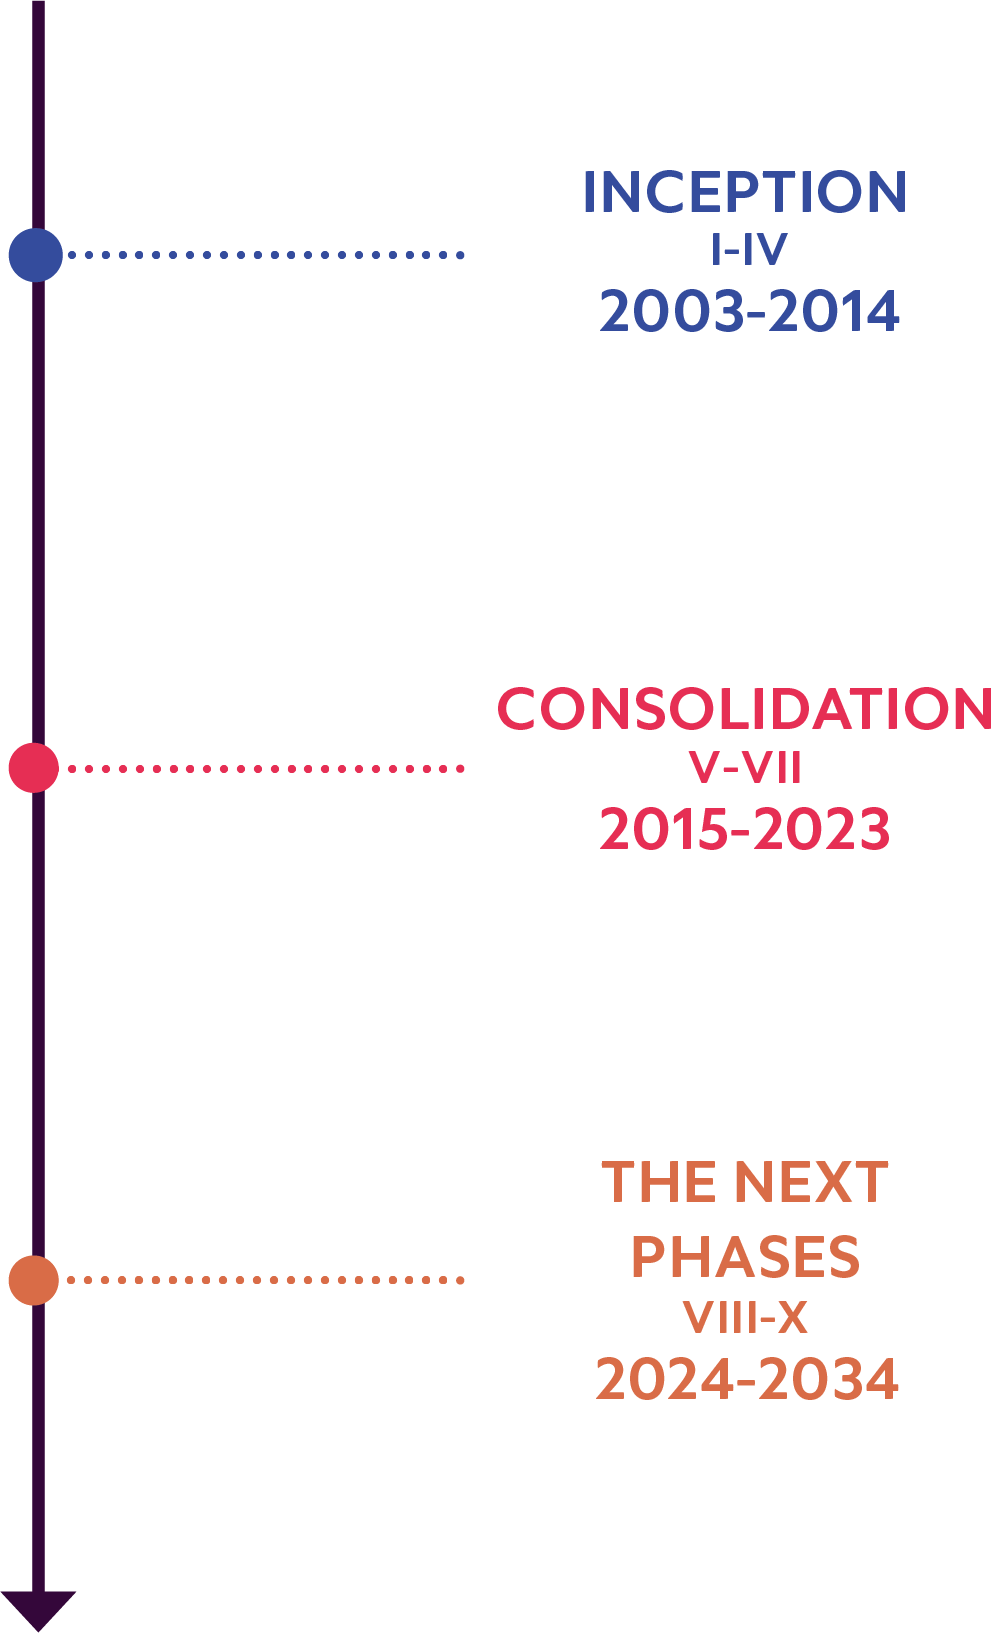 INCEPTION
I-IV
2003-2014
CONSOLIDATION
V-VII
2015-2023
THE NEXT
PHASES
VIII-X
2024-2034